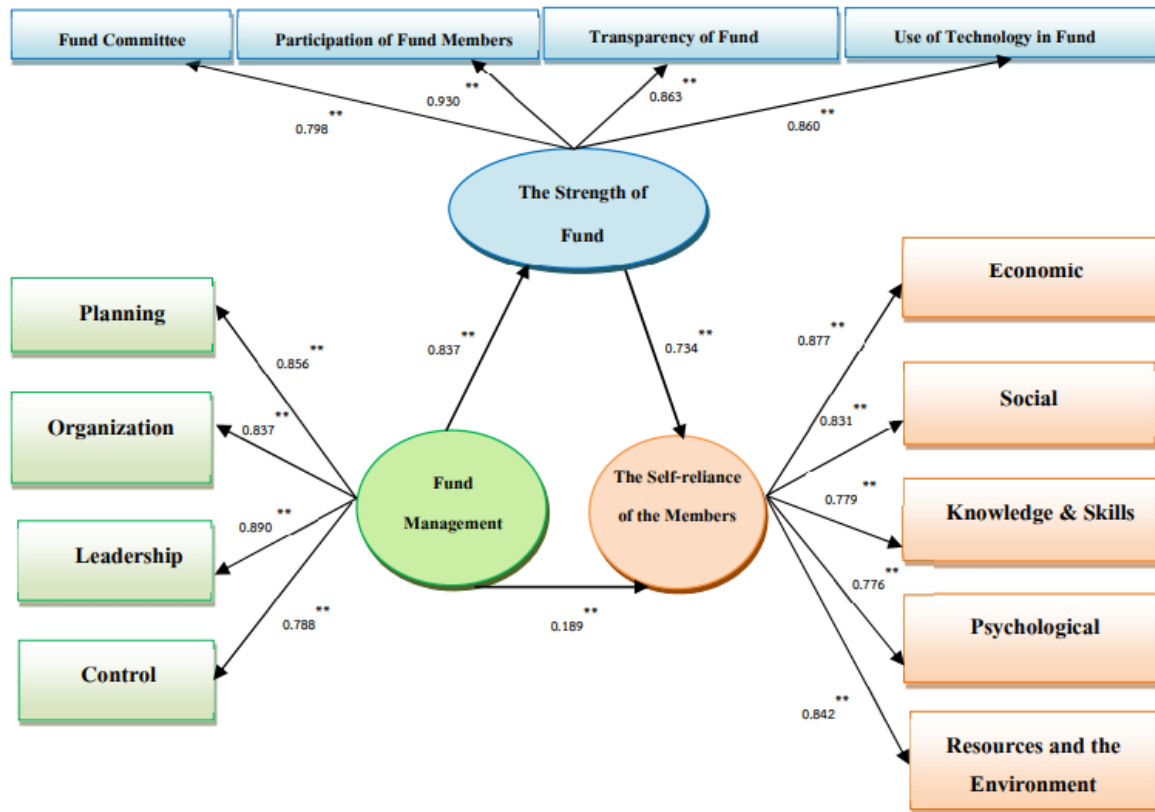 Fund Committee
Participation of Fund Members
Transparency of Fund
Use of Technology in Fund
0.798**
0.930**
0.863**
0.860**
The Strength of
Fund
Planning
Organization
Leadership
Control
0.856**
0.837**
0.890**
0.788**
0.837**
0.734**
Fund
Management
The Self-reliance
of the Members
0.189**
0.877**
0.831**
0.779**
0.776**
0.842**
Economic
Social
Knowledge & Skills
Psychological
Resources and the
Environment